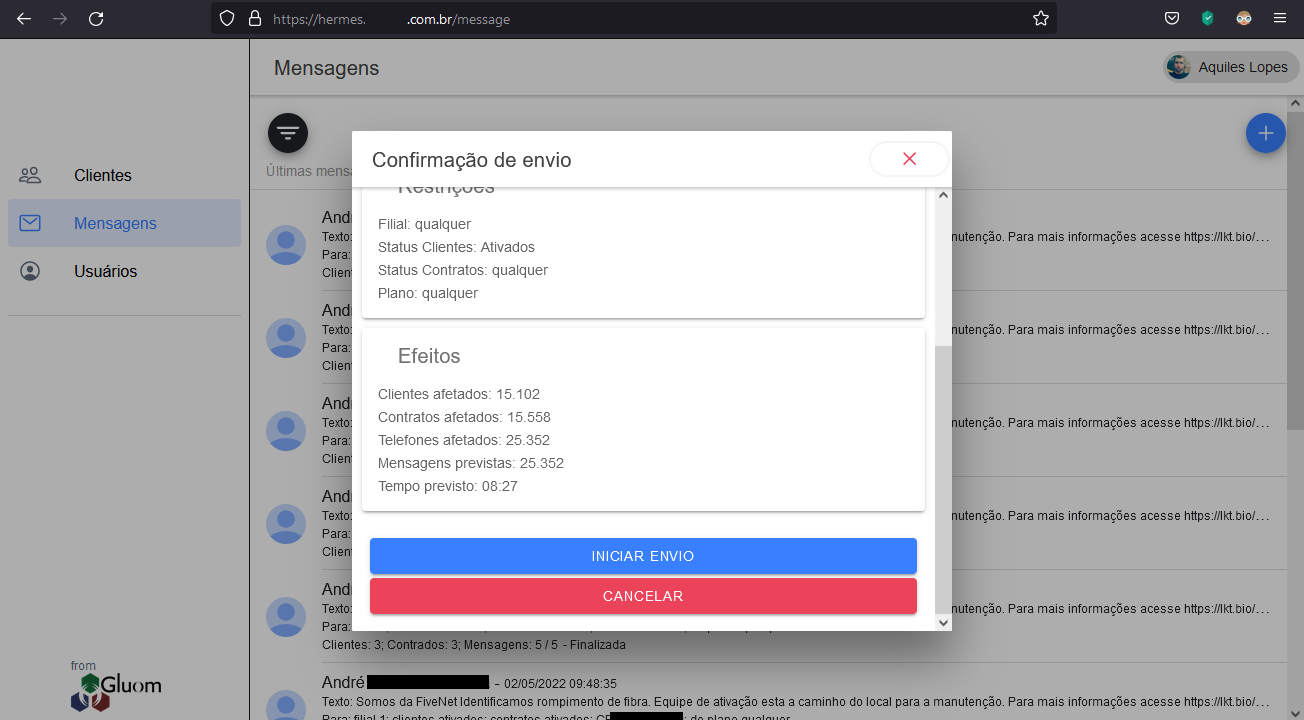 https://hermes. .com.br/message
Mensagens
Aquiles Lopes
Clientes
Mensagens
Usuários
from
Gluom
Últimas mensa
Confirmação de envio
Restrições
Filial: qualquer
Status Clientes: Ativados
Status Contratos: qualquer
Plano: qualquer
Efeitos
Clientes afetados: 15.102
Contratos afetados: 15.558
Telefones afetados: 25.352
Mensagens previstas: 25.352
Tempo previsto: 08:27
INICIAR ENVIO
CANCELAR
Andr
Texto: nutenção. Para mais informações acesse https://lkt.bio/...
Para:
Client
Andr
Texto: nutenção. Para mais informações acesse https://lkt.bio/...
Para:
Client
Andr
Texto: nutenção. Para mais informações acesse https://lkt.bio/...
Para:
Client
Andr
Texto: nutenção. Para mais informações acesse https://lkt.bio/...
Para:
Client
Andr
Texto: nutenção. Para mais informações acesse https://lkt.bio/...
Para:
Clientes: 3; Contrados: 3; Mensagens: 5 / 5 - Finalizada
André - 02/05/2022 09:48:35
Texto: Somos da FiveNet Identificamos rompimento de fibra. Equipe de ativação esta a caminho do local para a manutenção. Para mais informações acesse https://lkt.bio/...
Para: filial 1; clientes ativados; contratos ativados; CE ; de plano qualquer